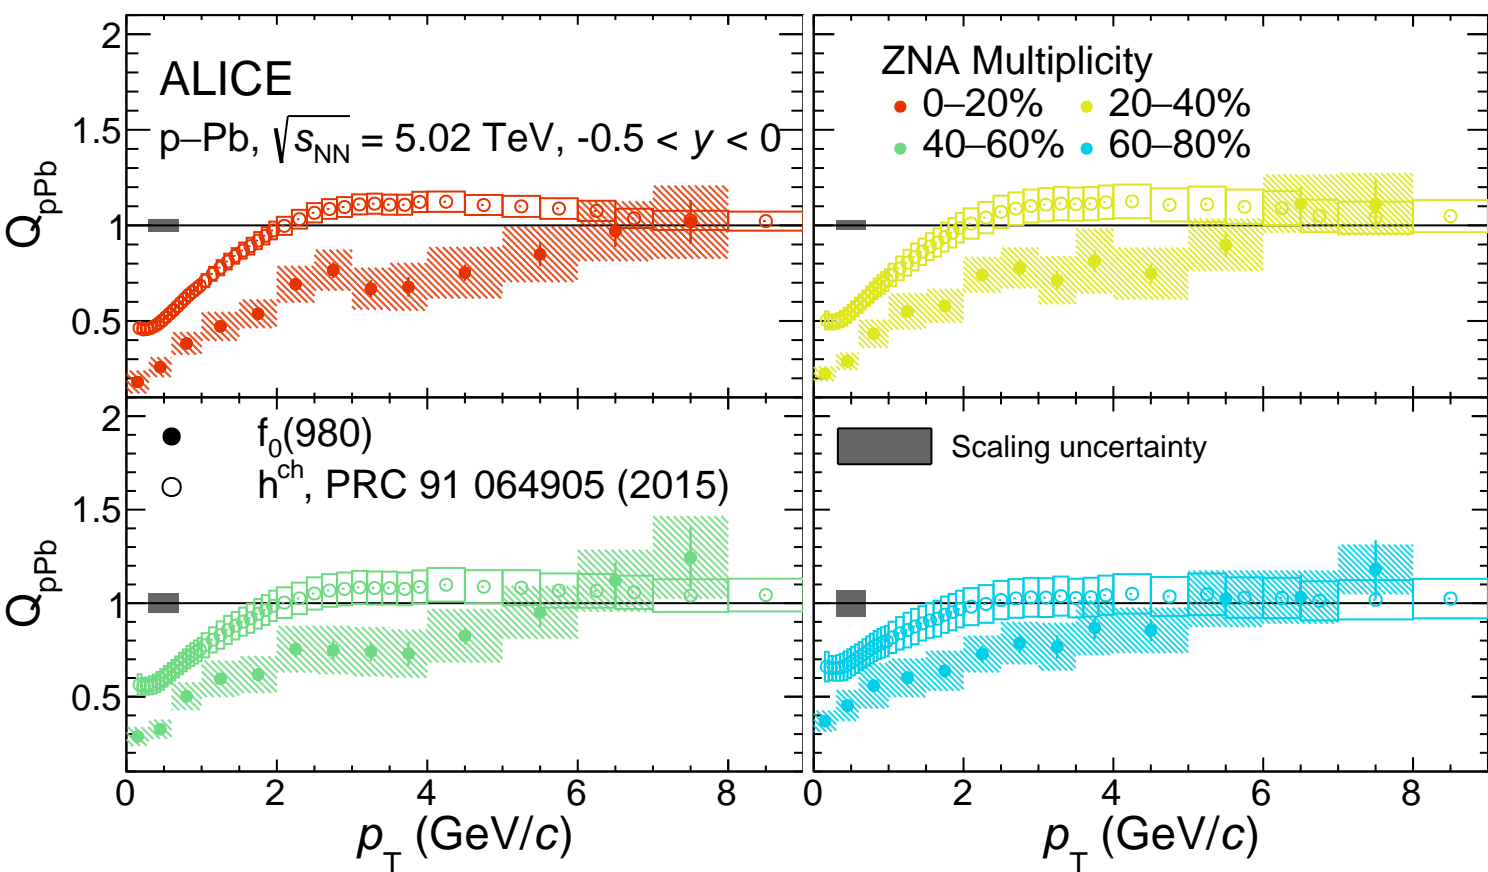 ALICE
p–Pb, √sNN = 5.02 TeV, -0.5 < y < 0
QpPb
2
1.5
1
0.5
ZNA Multiplicity
0–20% 20–40%
40–60% 60–80%
f0(980)
hch, PRC 91 064905 (2015)
QpPb
2
1.5
1
0.5
0 2 4 6 8
pT (GeV/c)
Scaling uncertainty
0 2 4 6 8
pT (GeV/c)